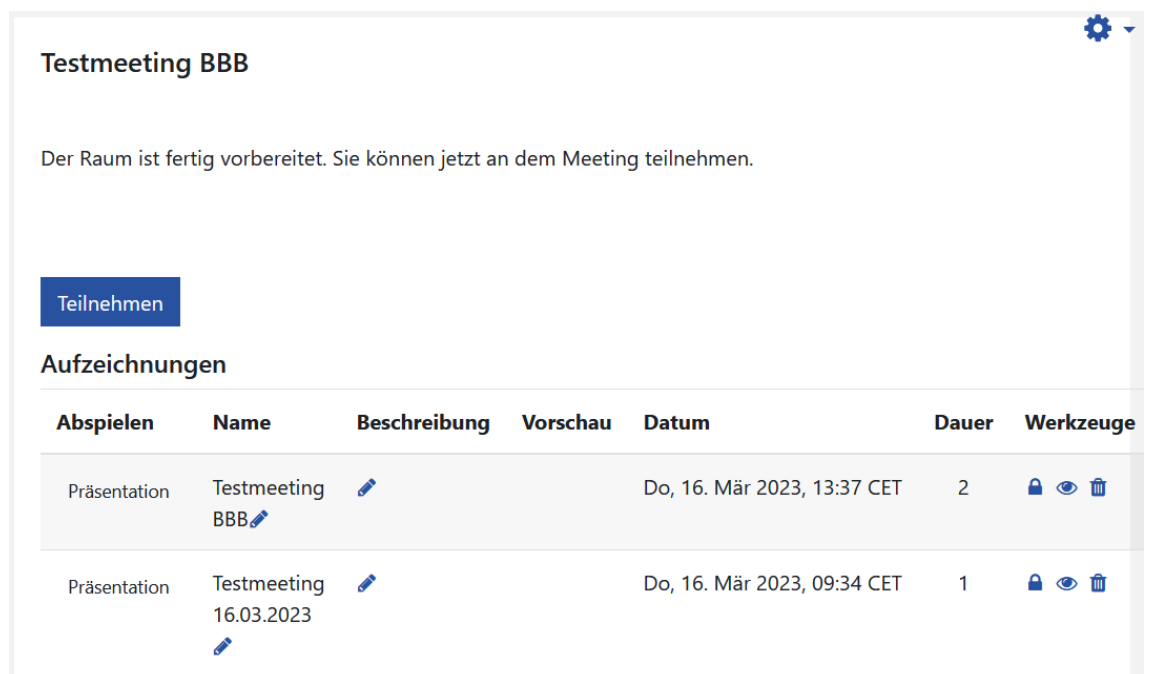 Testmeeting BBB
Der Raum ist fertig vorbereitet. Sie können jetzt an dem Meeting teilnehmen.
Teilnehmen
Aufzeichnungen
Abspielen Name Beschreibung Vorschau Datum Dauer Werkzeuge
Präsentation Testmeeting Do, 16. Mär 2023, 13:37 CET 2
BBB
Präsentation Testmeeting Do, 16. Mär 2023, 09:34 CET 1
16.03.2023